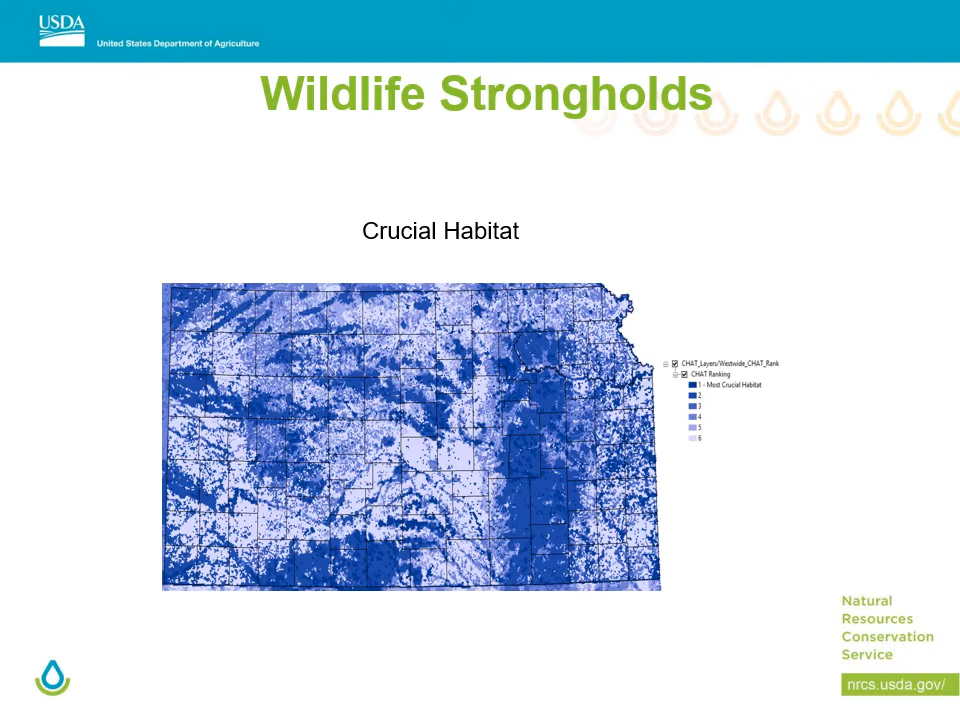 USDA
United States Department of Agriculture
Wildlife Strongholds
Crucial Habitat
CHAT_Layers/Westwide_CHAT_Rank
CHAT Ranking
1 - Most Crucial Habitat
2
3
4
5
6
Natural
Resources
Conservation
Service
nrcs.usda.gov/